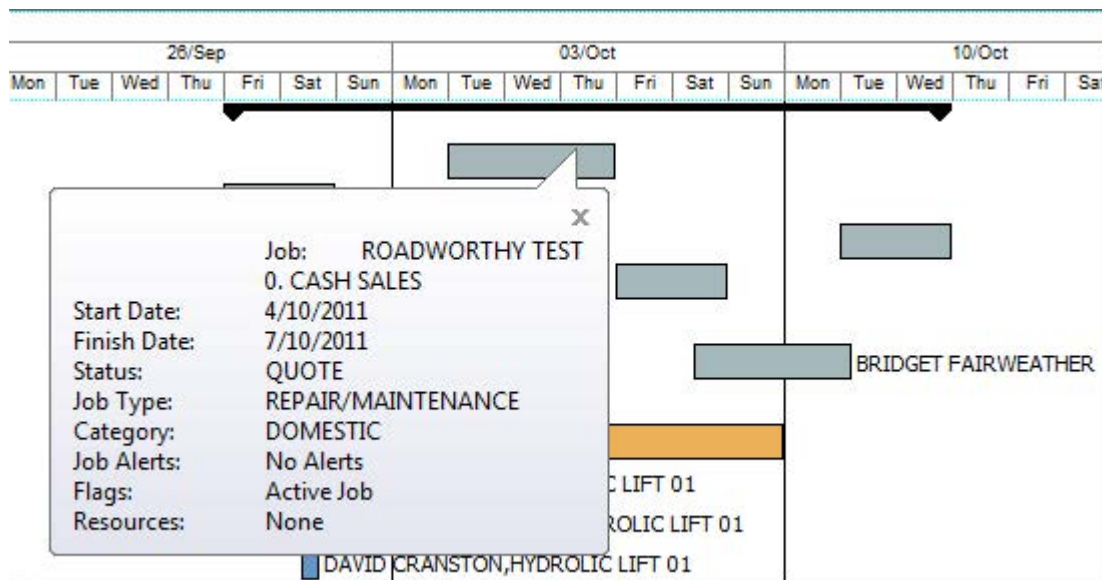 26/Sep 03/Oct 10/Oct
Mon Tue Wed Thu Fri Sat Sun Mon Tue Wed Thu Fri Sat Sun Mon Tue Wed Thu Fri
x
Job: ROADWORTHY TEST
0. CASH SALES
Start Date: 4/10/2011
Finish Date: 7/10/2011
Status: QUOTE
BRIDGET FAIRWEATHER
Job Type: REPAIR/MAINTENANCE
Category: DOMESTIC
Job Alerts: No Alerts
Flags: Active Job
LIFT 01
Resources: None
ROLIC LIFT 01
DAVID CRANSTON,HYDROLIC LIFT 01